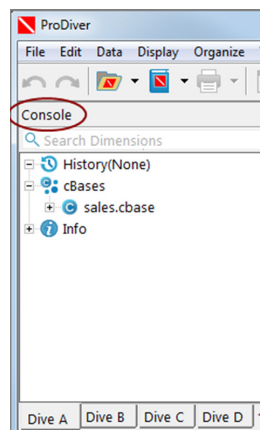 ProDiver
File Edit Data Display Organize
Console
Search Dimensions
History(None)
cBases
sales.cbase
Info
Dive A Dive B Dive C Dive D